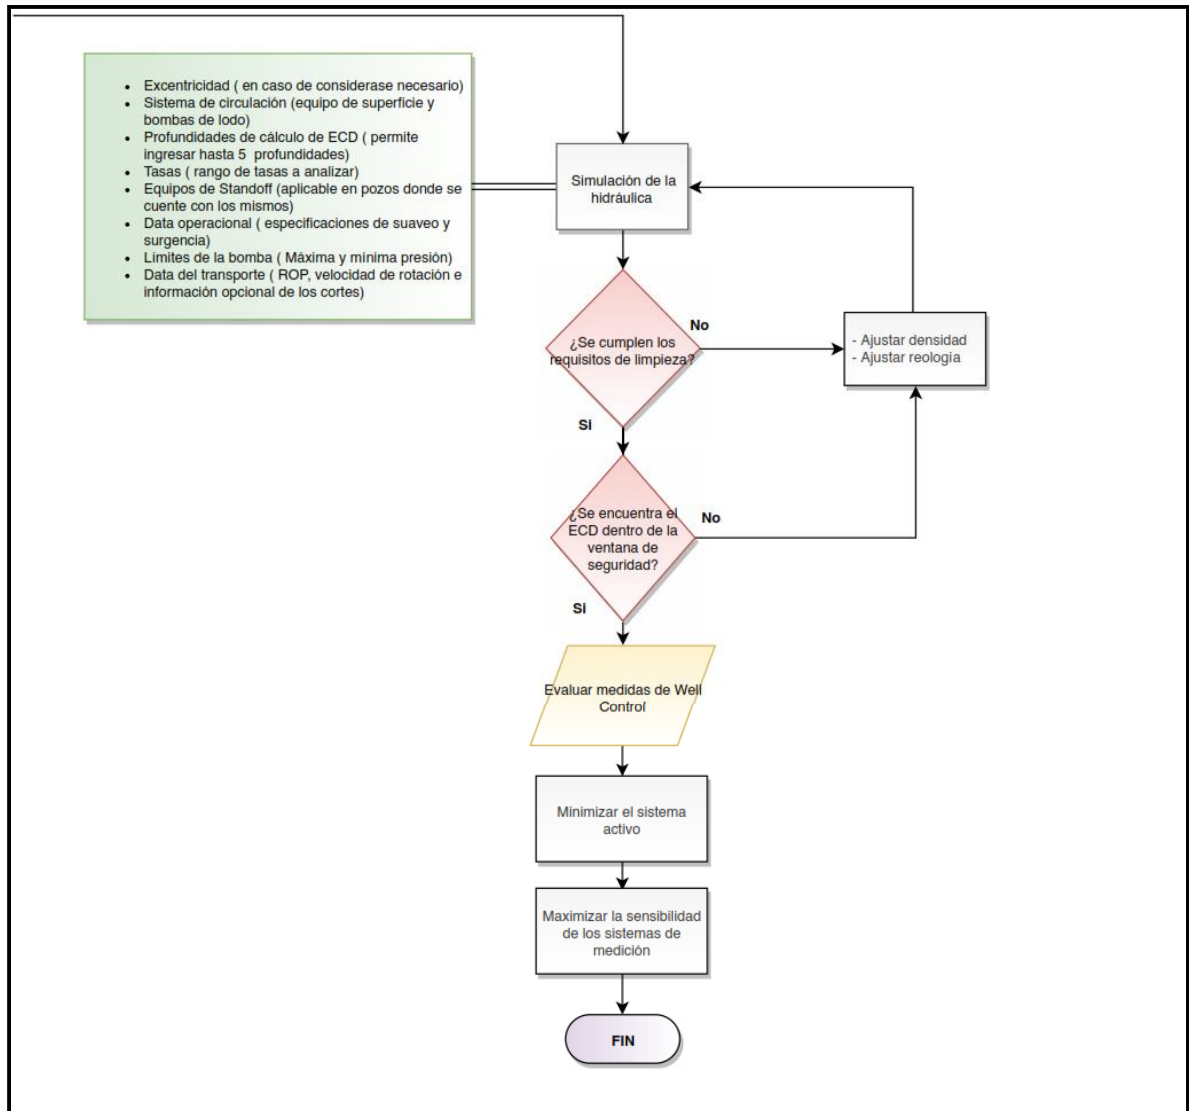 • Excentricidad ( en caso de considerase necesario)
• Sistema de circulación (equipo de superficie y
bombas de lodo)
• Profundidades de cálculo de ECD ( permite
ingresar hasta 5 profundidades)
• Tasas ( rango de tasas a analizar)
• Equipos de Standoff (aplicable en pozos donde se
cuente con los mismos)
• Data operacional ( especificaciones de suaveo y
surgencia)
• Límites de la bomba ( Máxima y mínima presión)
• Data del transporte ( ROP, velocidad de rotación e
información opcional de los cortes)
Simulación de la
hidráulica
¿Se cumplen los
requisitos de limpieza?
No
- Ajustar densidad
- Ajustar reología
Si
¿Se encuentra el
ECD dentro de la
ventana de
seguridad?
No
Si
Evaluar medidas de Well
Control
Minimizar el sistema
activo
Maximizar la sensibilidad
de los sistemas de
medición
FIN